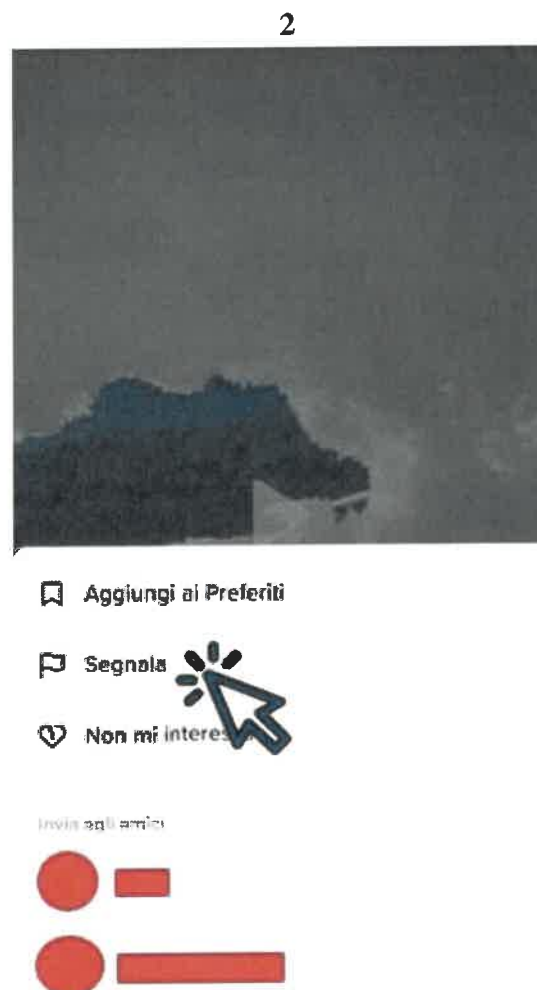 2
Aggiungi ai Preferiti
Segnala
Non mi interes
Invia agli amici